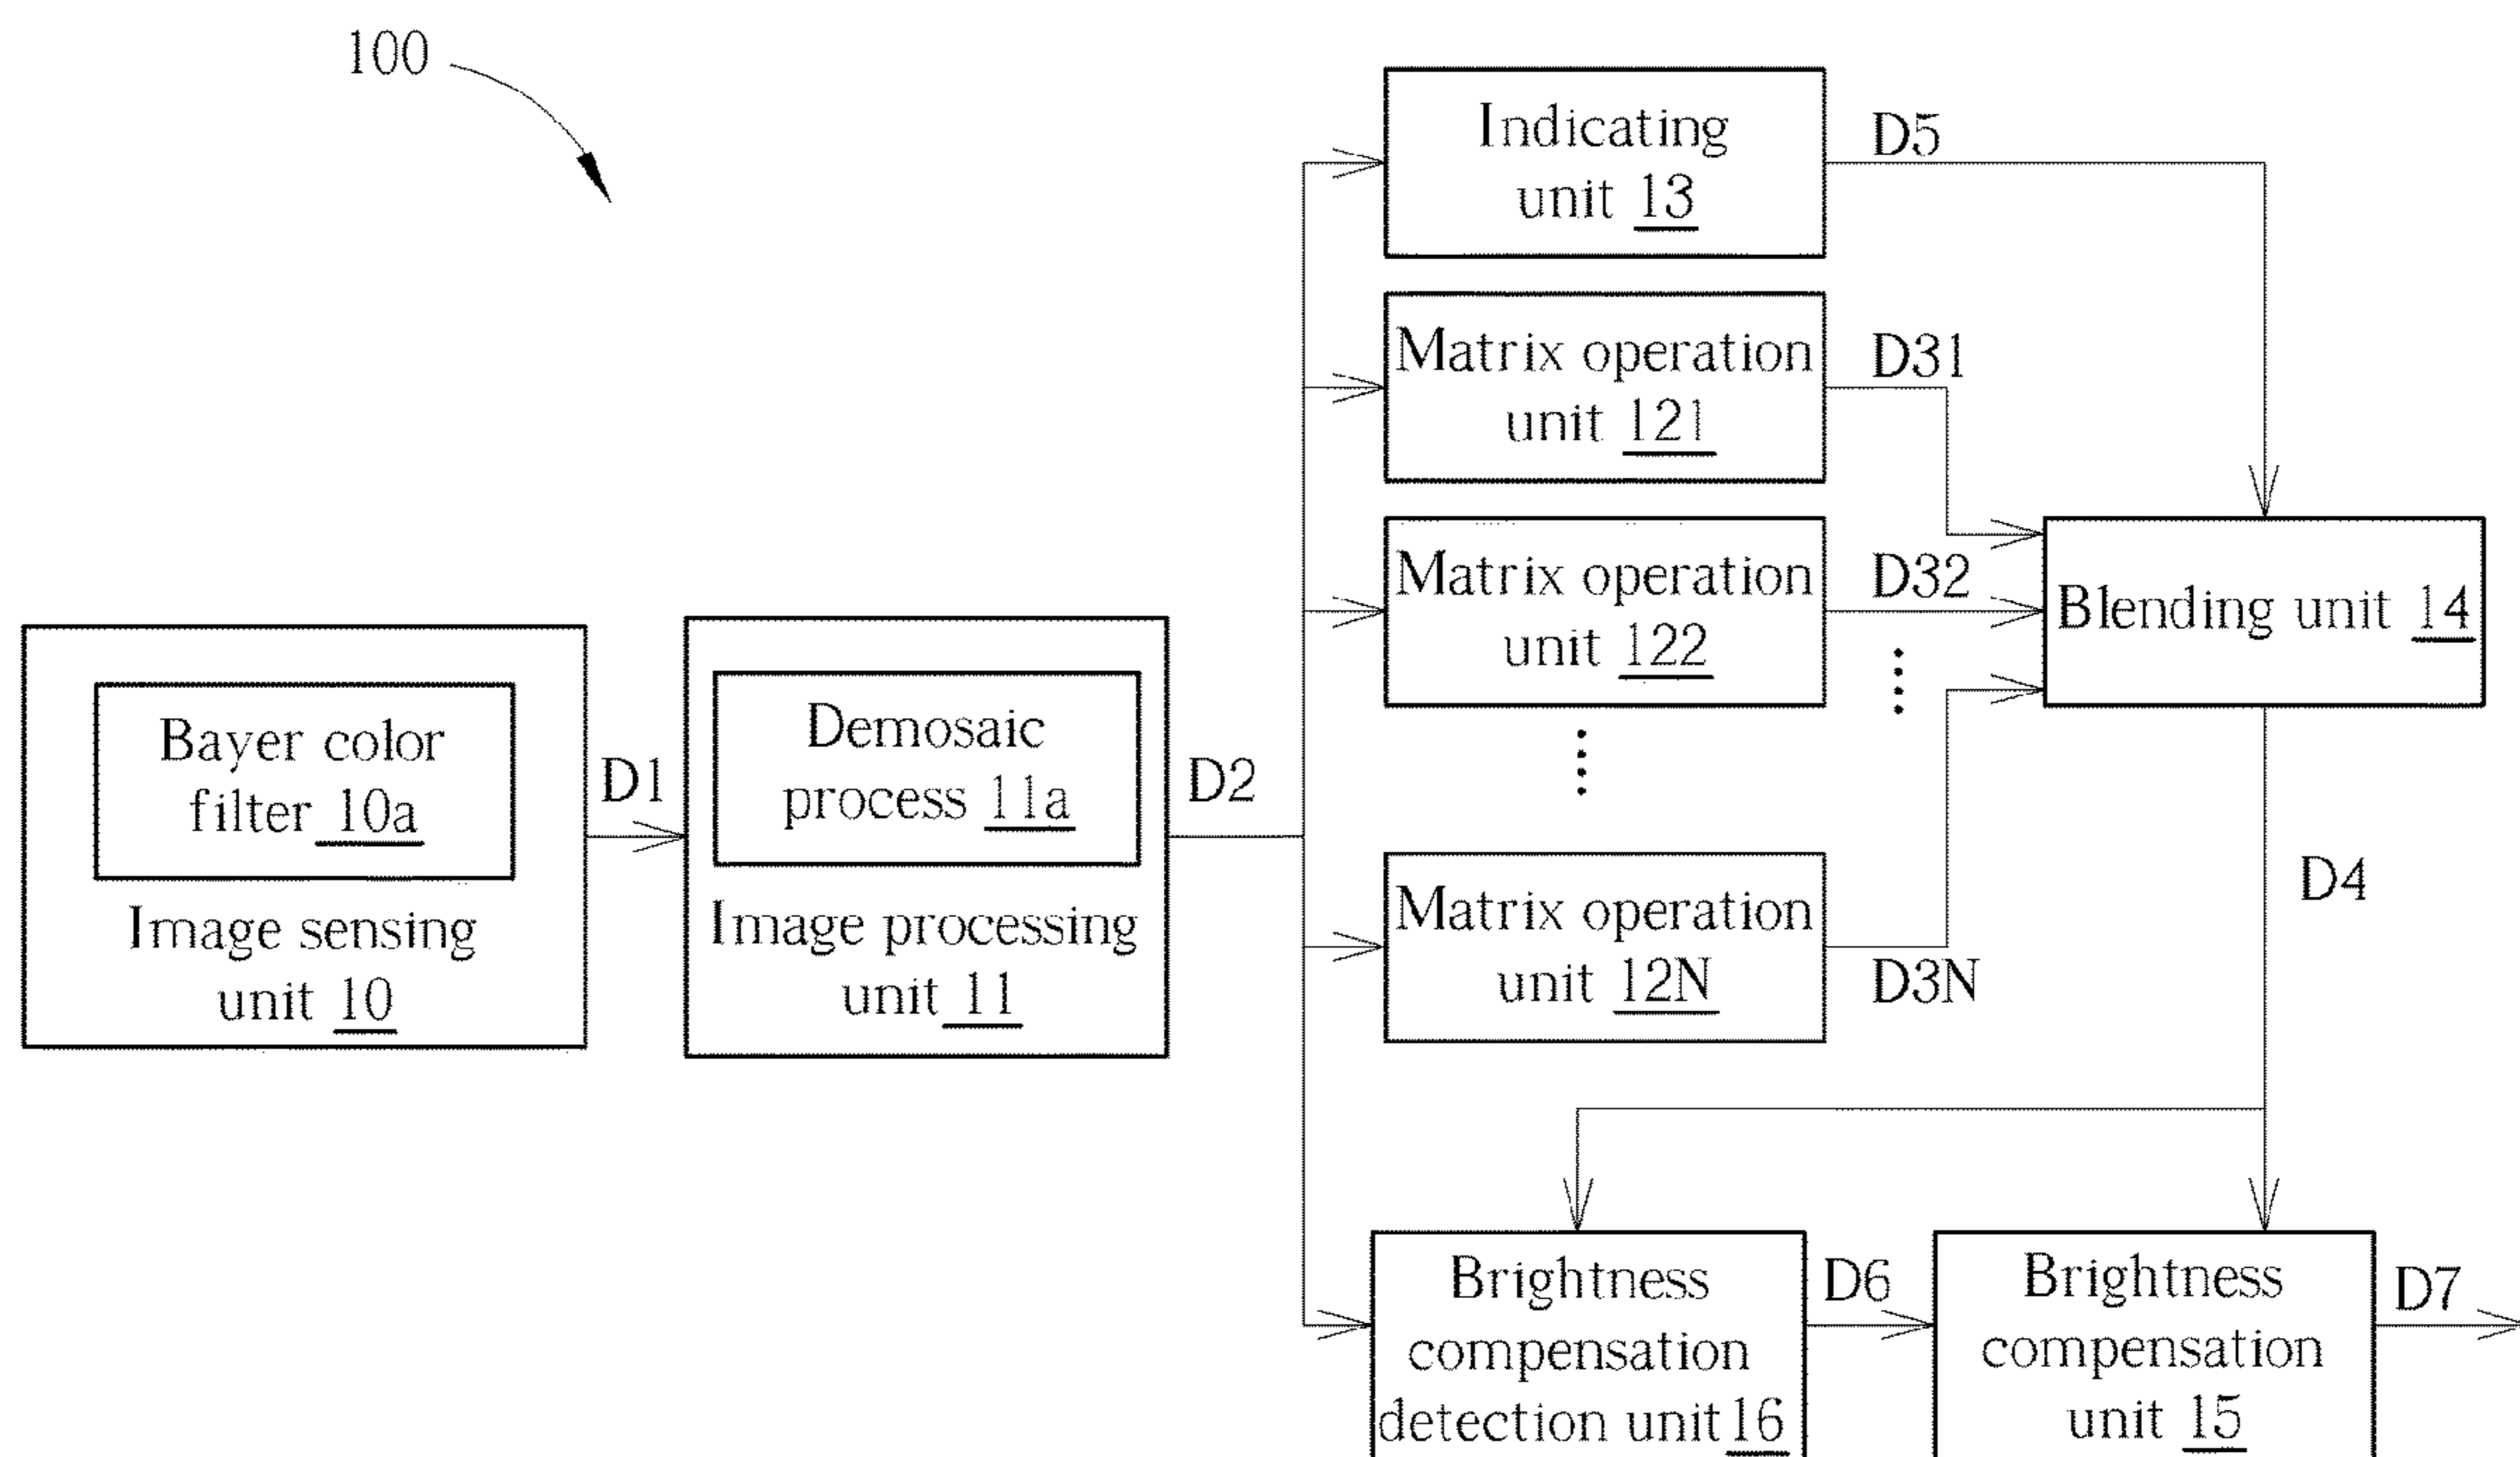 100
Indicating
unit 13
D5
Matrix operation
unit 121
D31
Matrix operation
unit 122
D32
Blending unit 14
Bayer color
filter 10a
Image sensing
unit 10
D1
Demosaic
process 11a
Image processing
unit 11
D2
Matrix operation
unit 12N
D3N
D4
Brightness
compensation
detection unit 16
D6
Brightness
compensation
unit 15
D7